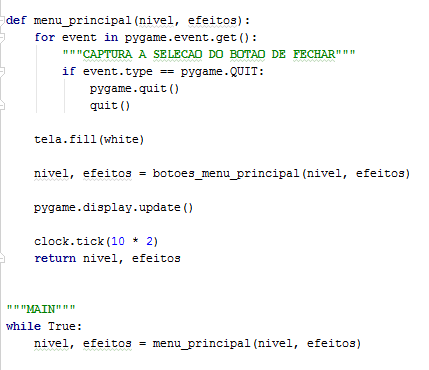 def menu_principal(nivel, efeitos):
    for event in pygame.event.get():
        """CAPTURA A SELECAO DO BOTAO DE FECHAR"""
        if event.type == pygame.QUIT:
            pygame.quit()
            quit()
    tela.fill(white)
    nivel, efeitos = botoes_menu_principal(nivel, efeitos)
    pygame.display.update()
    clock.tick(10 * 2)
    return nivel, efeitos
"""MAIN"""
while True:
    nivel, efeitos = menu_principal(nivel, efeitos)